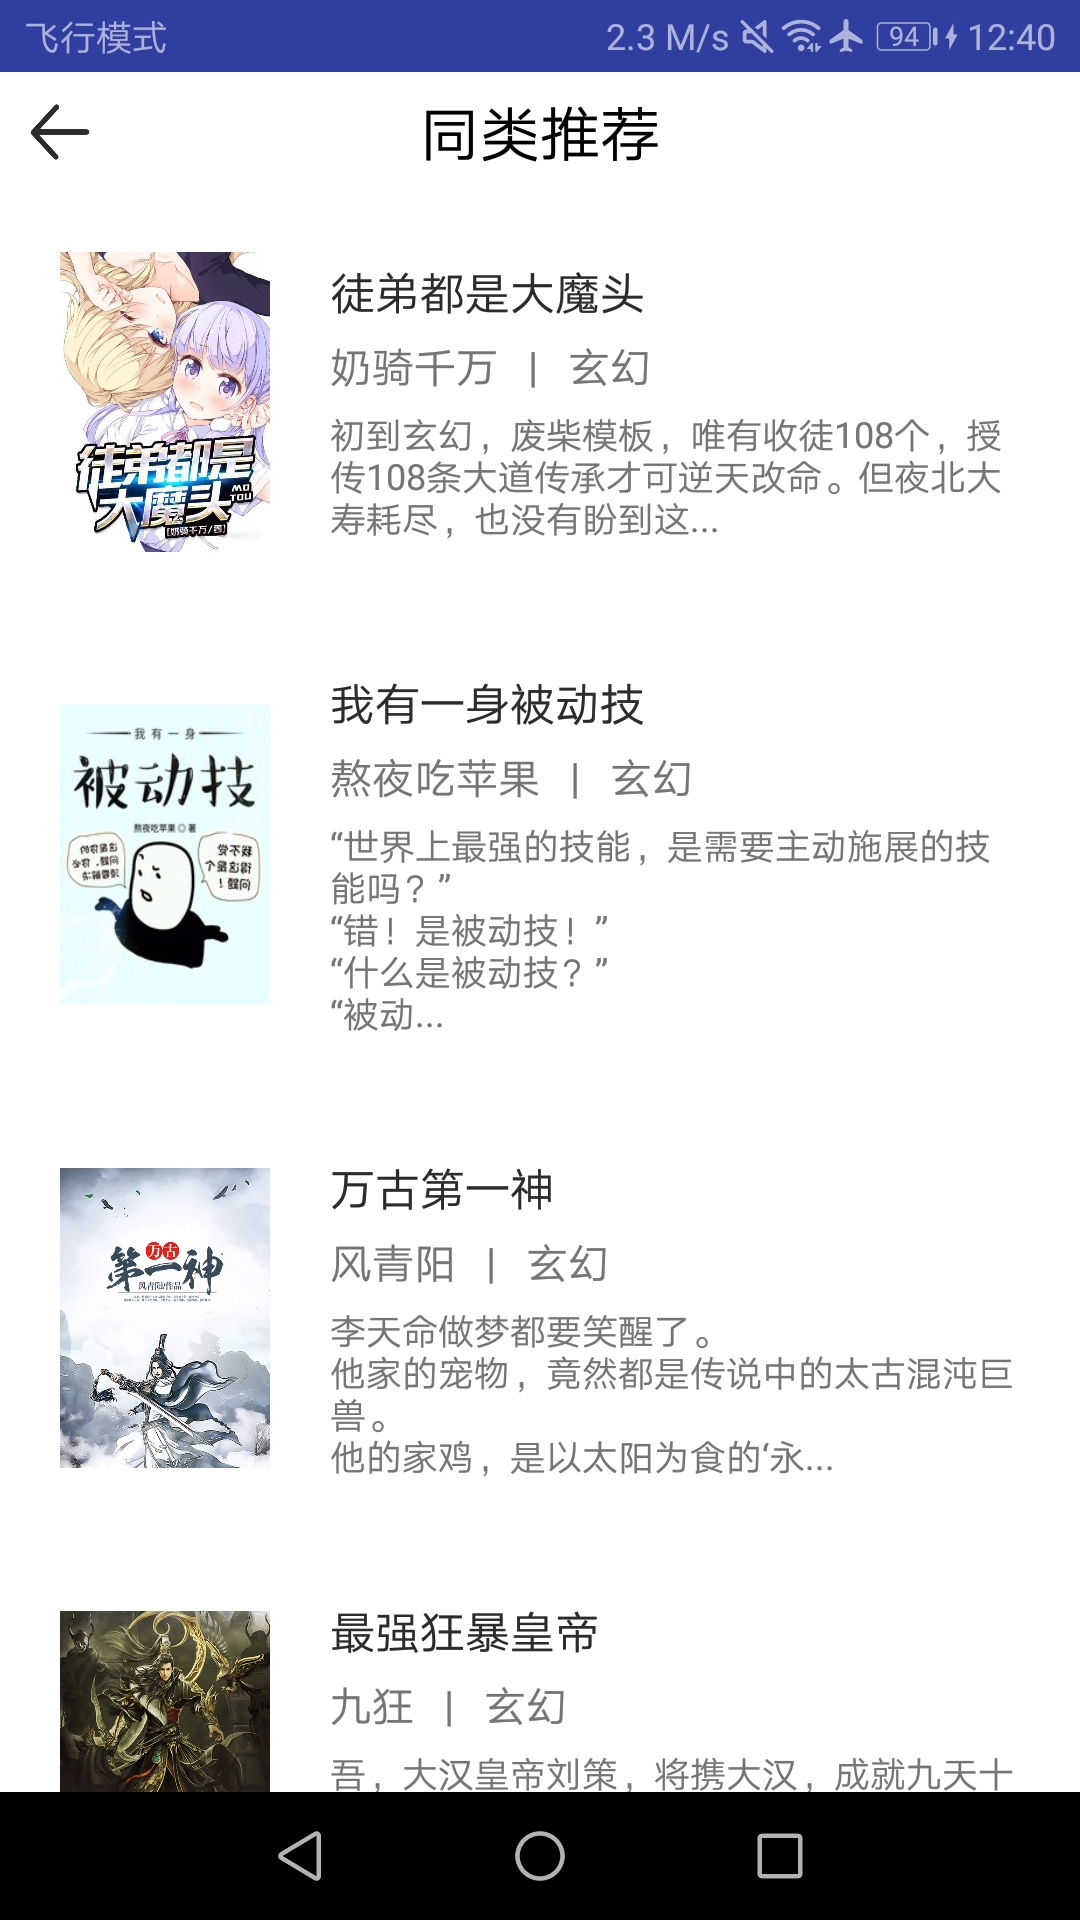 飞行模式 2.3 M/s 94 12:40
同类推荐
徒弟都是
大魔头
MO
TOU
奶骑千万/著
徒弟都是大魔头
奶骑千万 | 玄幻
初到玄幻，废柴模板，唯有收徒108个，授
传108条大道传承才可逆天改命。但夜北大
寿耗尽，也没有盼到这...
我有一身
被动技
熬夜吃苹果◎著
我有一身被动技
熬夜吃苹果 | 玄幻
“世界上最强的技能，是需要主动施展的技
能吗？”
“错！是被动技！”
“什么是被动技？”
“被动...
万古
第一神
风青阳/作品
万古第一神
风青阳 | 玄幻
李天命做梦都要笑醒了。
他家的宠物，竟然都是传说中的太古混沌巨
兽。
他的家鸡，是以太阳为食的‘永...
最强狂暴皇帝
九狂 | 玄幻
吾，大汉皇帝刘策，将携大汉，成就九天十